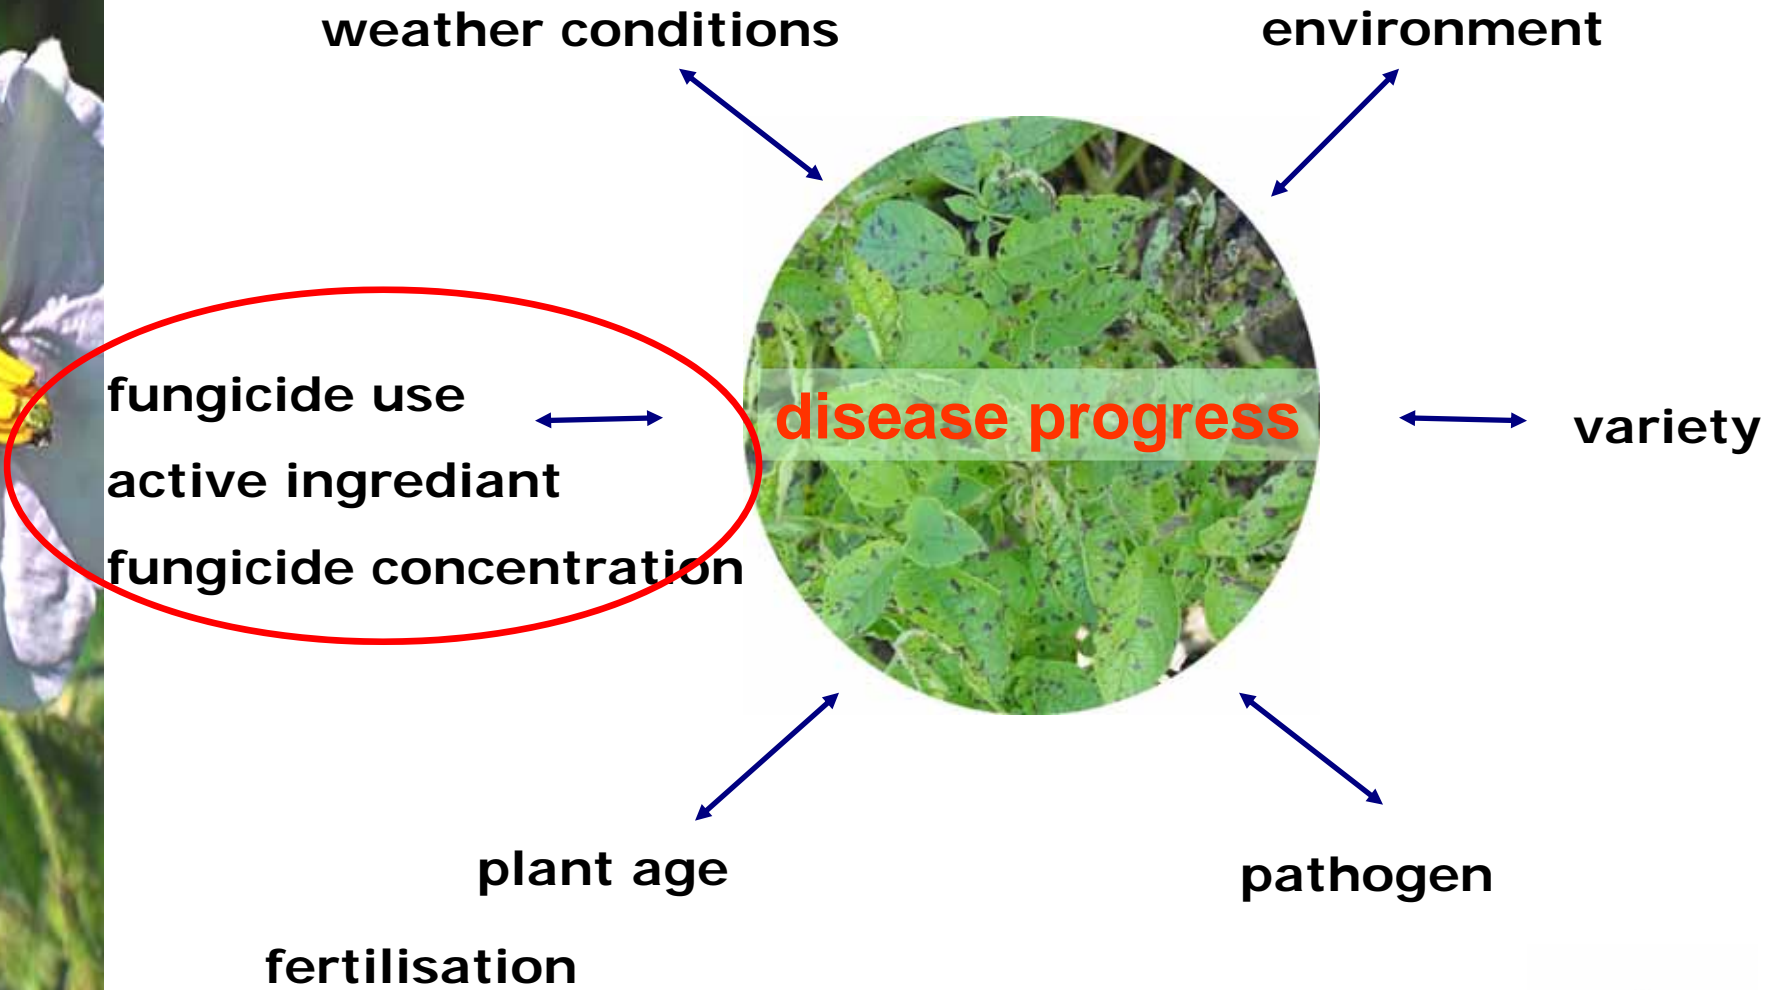 weather conditions
environment
fungicide use
active ingrediant
fungicide concentration
disease progress
variety
plant age
pathogen
fertilisation